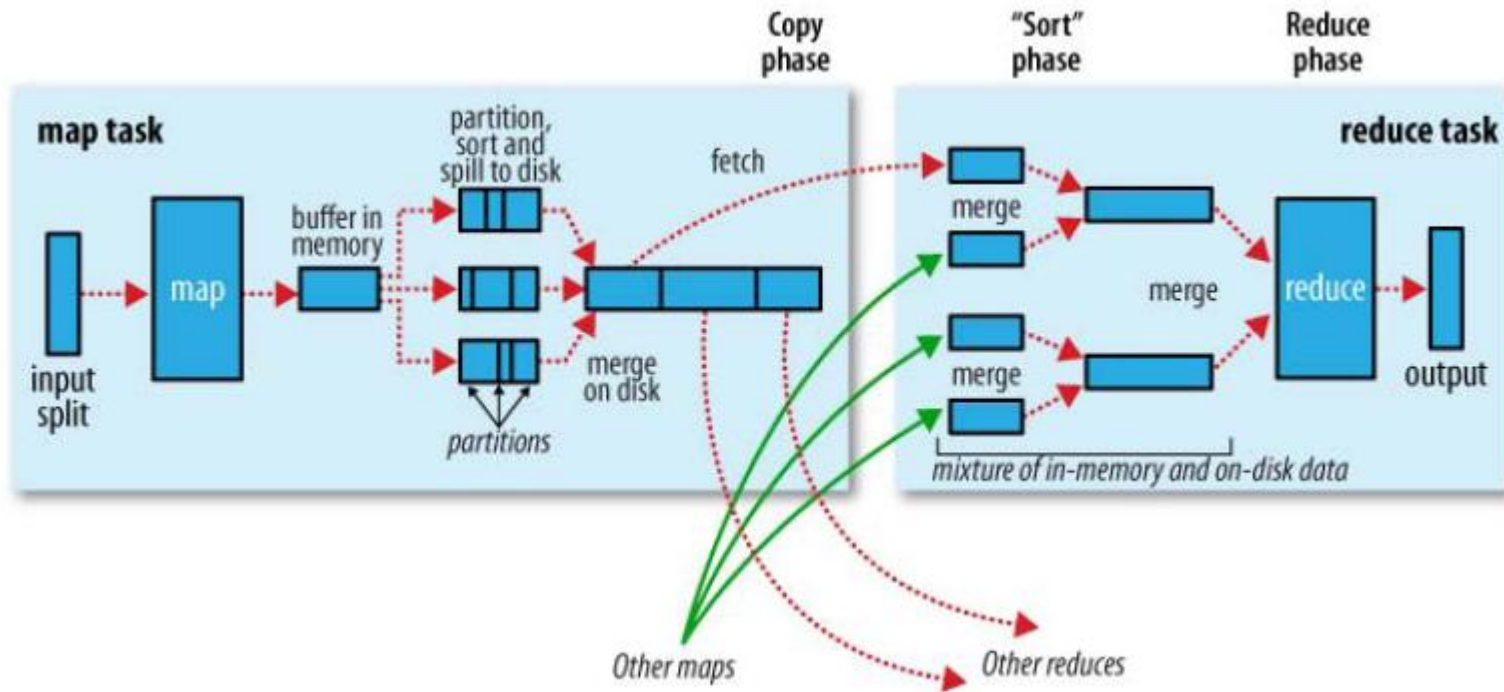 Copy
phase
“Sort”
phase
Reduce
phase
map task
partition,
sort and
spill to disk
fetch
buffer in
memory
map
input
split
merge
on disk
partitions
reduce task
merge
merge
merge
reduce
output
mixture of in-memory and on-disk data
Other maps
Other reduces